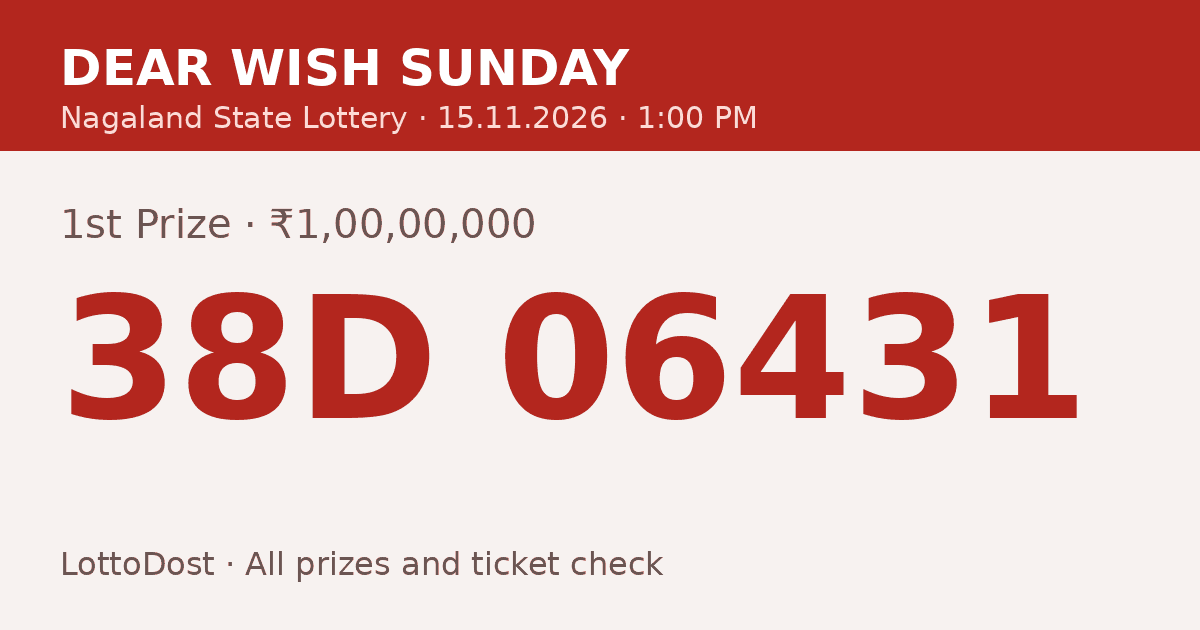 DEAR WISH SUNDAY
Nagaland State Lottery · 15.11.2026 · 1:00 PM
1st Prize · ₹1,00,00,000
38D 06431
LottoDost · All prizes and ticket check